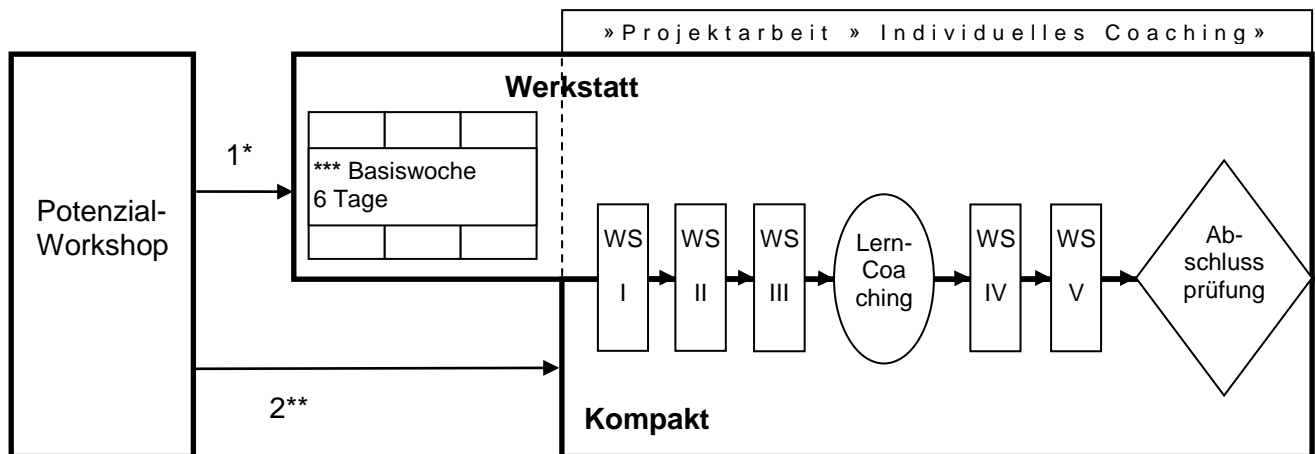 »Projektarbeit » Individuelles Coaching»
Werkstatt
1*
*** Basiswoche
6 Tage
Potenzial-
Workshop
WS
I
WS
II
WS
III
Lern-
Coa
ching
WS
IV
WS
V
Ab-
schluss
prüfung
2**
Kompakt